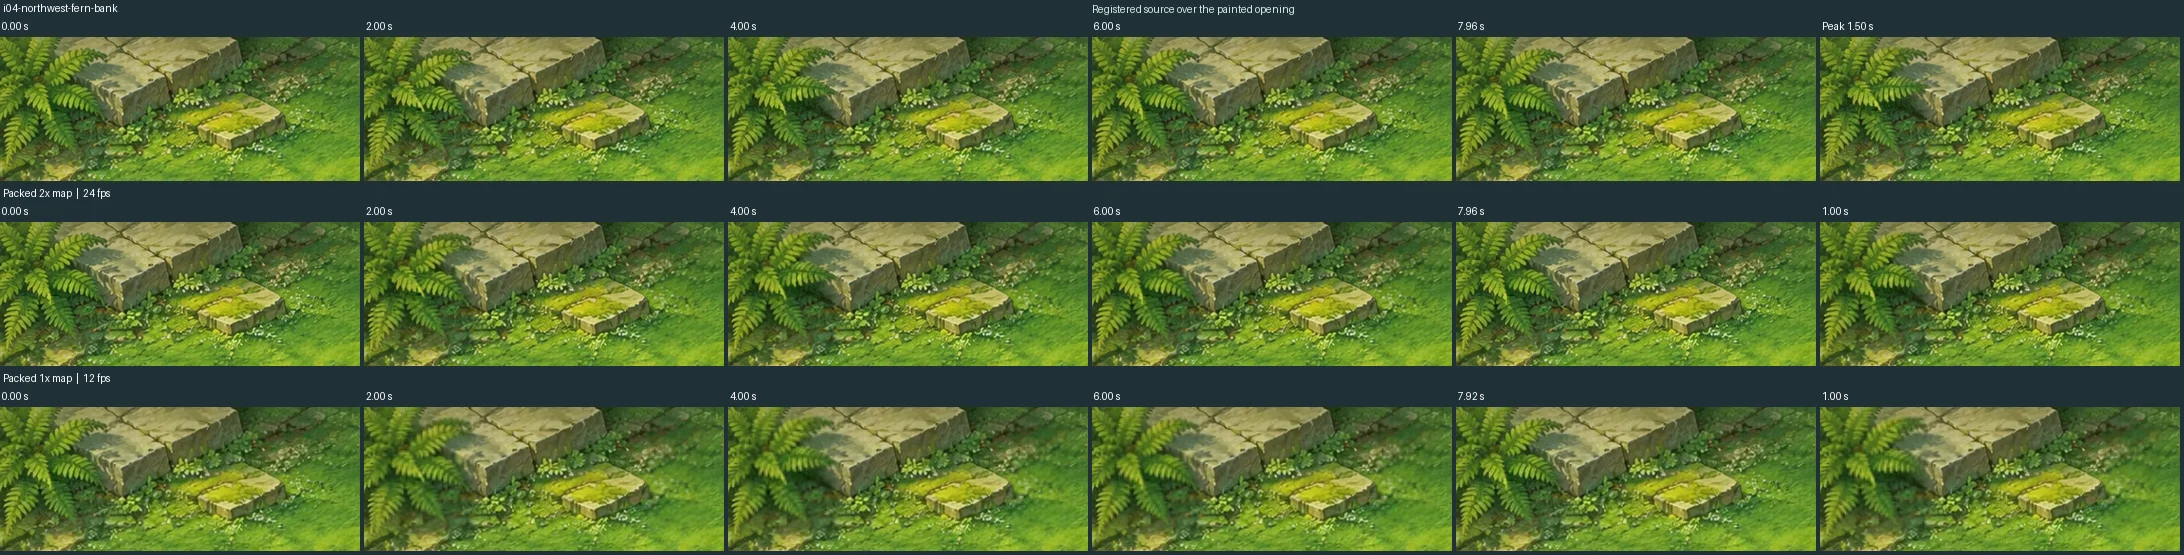 i04-northwest-fern-bank
Registered source over the painted opening
0.00 s
2.00 s
4.00 s
6.00 s
7.96 s
Peak 1.50 s
Packed 2x map | 24 fps
0.00 s
2.00 s
4.00 s
6.00 s
7.96 s
1.00 s
Packed 1x map | 12 fps
0.00 s
2.00 s
4.00 s
6.00 s
7.92 s
1.00 s